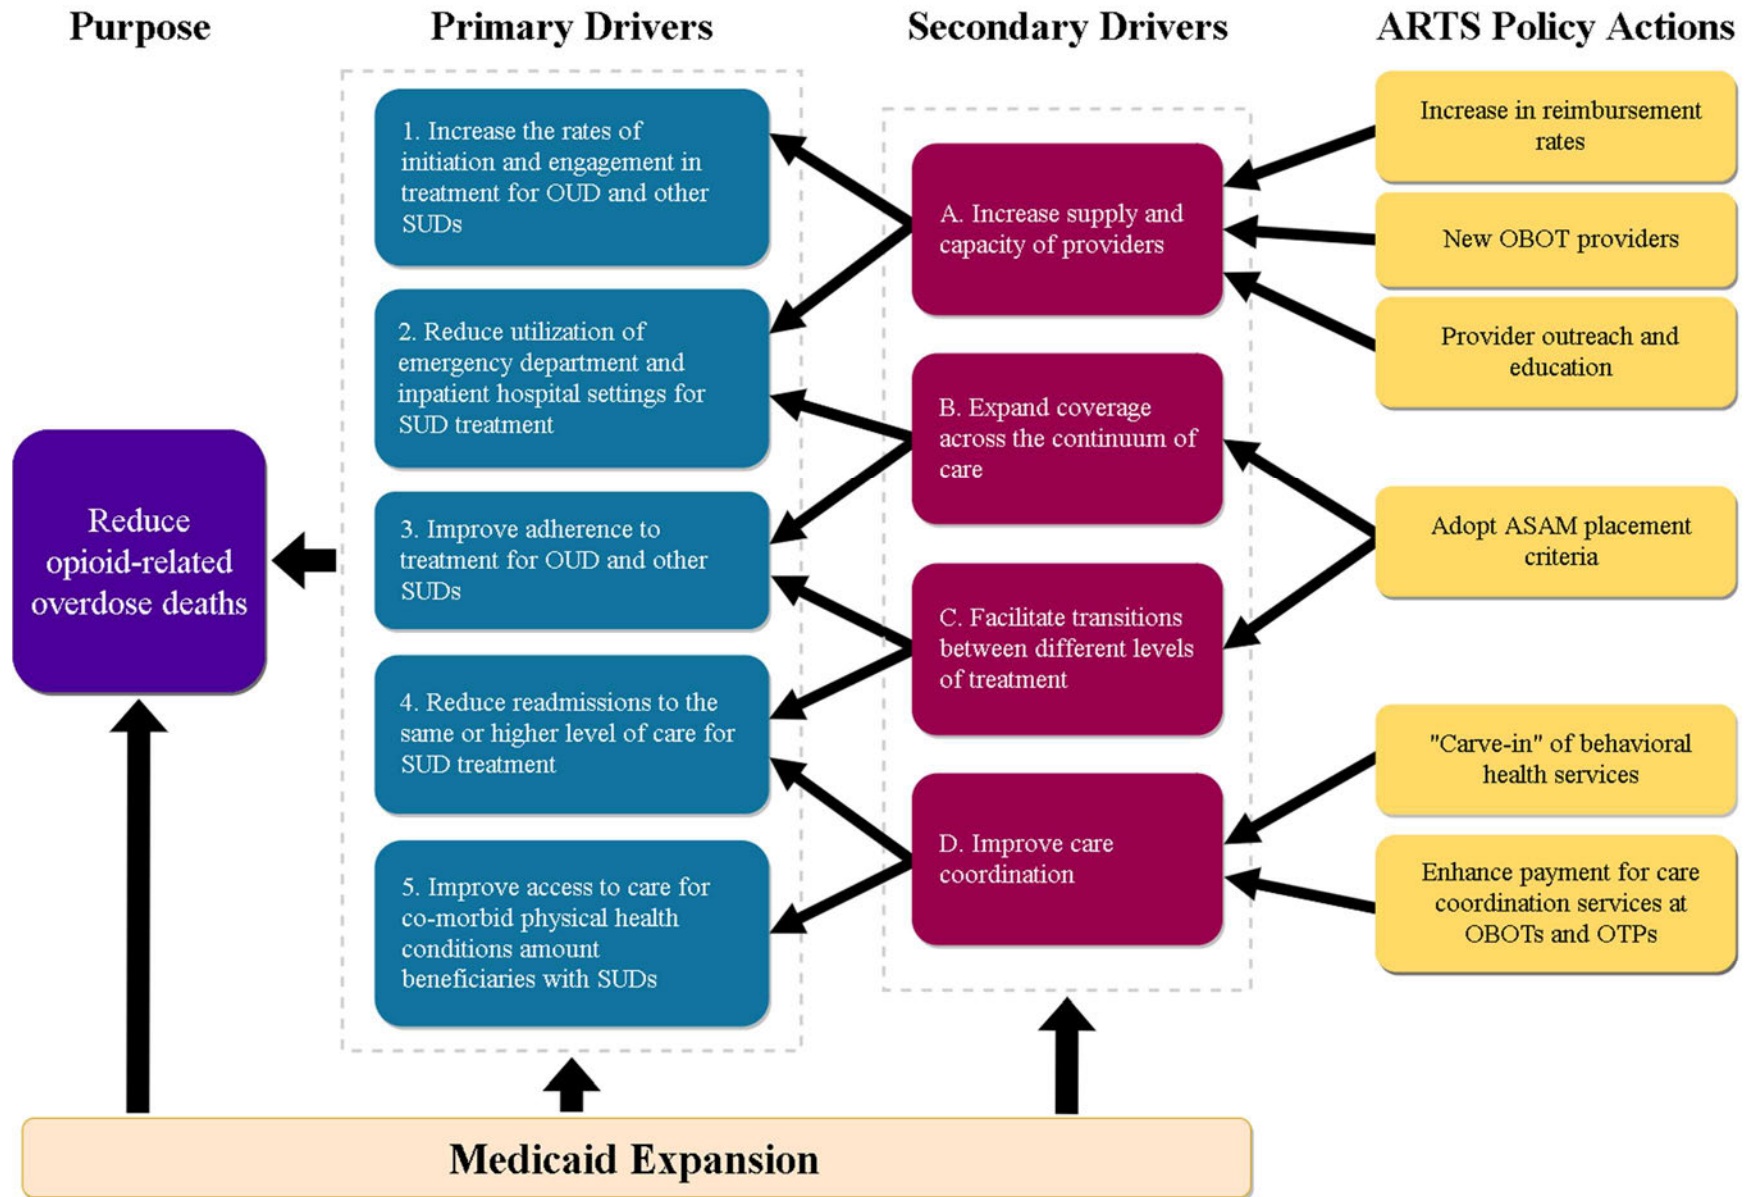 Purpose
Primary Drivers
Secondary Drivers
ARTS Policy Actions
Reduce
opioid-related
overdose deaths
1. Increase the rates of
initiation and engagement in
treatment for OUD and other
SUDs
2. Reduce utilization of
emergency department and
inpatient hospital settings for
SUD treatment
3. Improve adherence to
treatment for OUD and other
SUDs
4. Reduce readmissions to the
same or higher level of care for
SUD treatment
5. Improve access to care for
co-morbid physical health
conditions amount
beneficiaries with SUDs
A. Increase supply and
capacity of providers
B. Expand coverage
across the continuum of
care
C. Facilitate transitions
between different levels
of treatment
D. Improve care
coordination
Increase in reimbursement
rates
New OBOT providers
Provider outreach and
education
Adopt ASAM placement
criteria
"Carve-in" of behavioral
health services
Enhance payment for care
coordination services at
OBOTs and OTPs
Medicaid Expansion